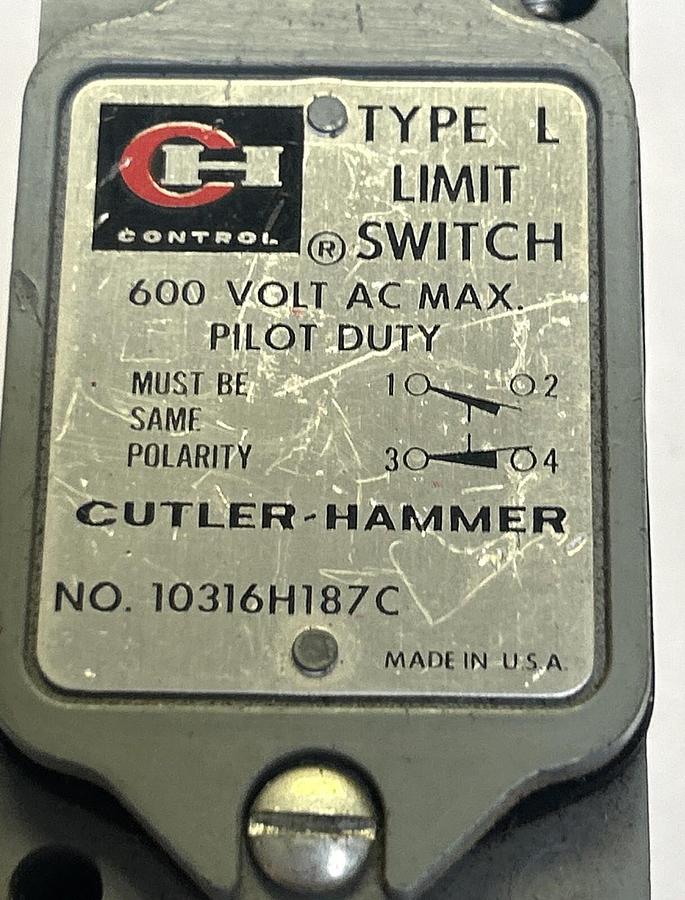 CH
CONTROL
TYPE L
LIMIT
® SWITCH
600 VOLT AC MAX.
PILOT DUTY
MUST BE
SAME
POLARITY
1 2
3 4
CUTLER-HAMMER
NO. 10316H187C
MADE IN U.S.A.